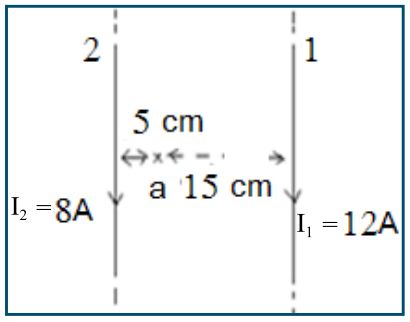 2 1
5 cm
x
a 15 cm
I₂ = 8A
I₁ = 12A